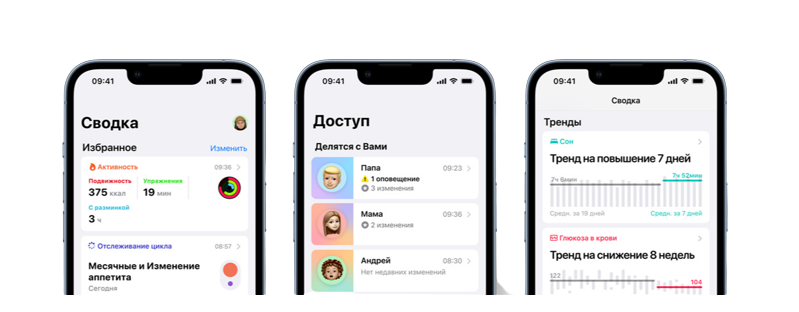 09:41
Сводка
Избранное
Изменить
Активность
09:36
Подвижность
Упражнения
375 ккал
19 мин
С разминкой
3 ч
Отслеживание цикла
08:57
Месячные и Изменение
аппетита
Сегодня
09:41
Доступ
Делятся с Вами
Папа
09:23
1 оповещение
3 изменения
Мама
09:36
2 изменения
Андрей
08:30
Нет недавних изменений
09:41
Сводка
Тренды
Сон
Тренд на повышение 7 дней
7ч 52мин
Средн. за 19 дней
Средн. за 7 дней
Глюкоза в крови
Тренд на снижение 8 недель
122
104